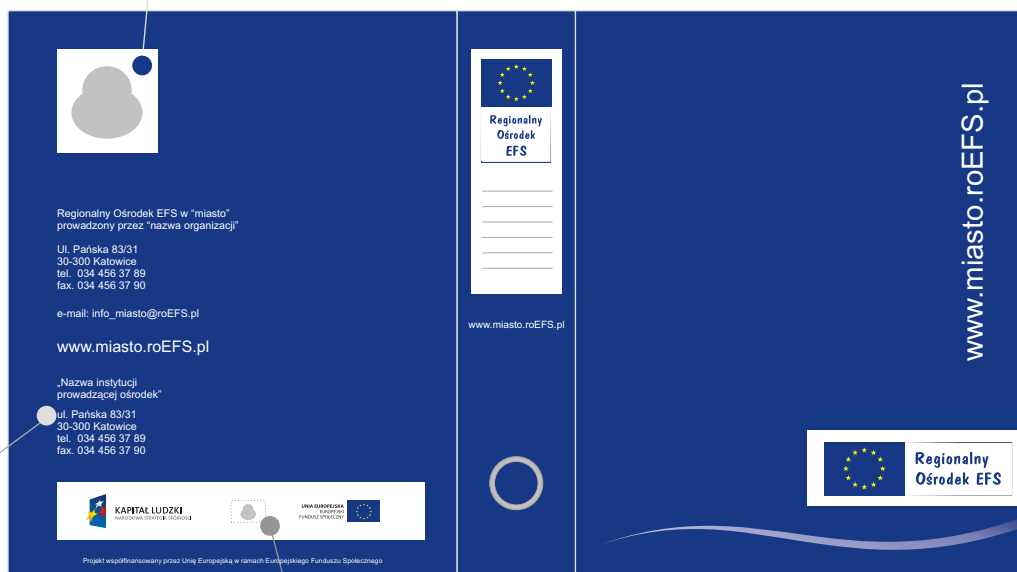 Regionalny Ośrodek EFS w “miasto”
prowadzony przez “nazwa organizacji”
Ul. Pańska 83/31
30-300 Katowice
tel. 034 456 37 89
fax. 034 456 37 90
e-mail: info_miasto@roEFS.pl
www.miasto.roEFS.pl
„Nazwa instytucji
prowadzącej ośrodek”
ul. Pańska 83/31
30-300 Katowice
tel. 034 456 37 89
fax. 034 456 37 90
KAPITAŁ LUDZKI
NARODOWA STRATEGIA SPÓJNOŚCI
UNIA EUROPEJSKA
EUROPEJSKI
FUNDUSZ SPOŁECZNY
Projekt współfinansowany przez Unię Europejską w ramach Europejskiego Funduszu Społecznego
Regionalny
Ośrodek
EFS
www.miasto.roEFS.pl
www.miasto.roEFS.pl
Regionalny
Ośrodek EFS